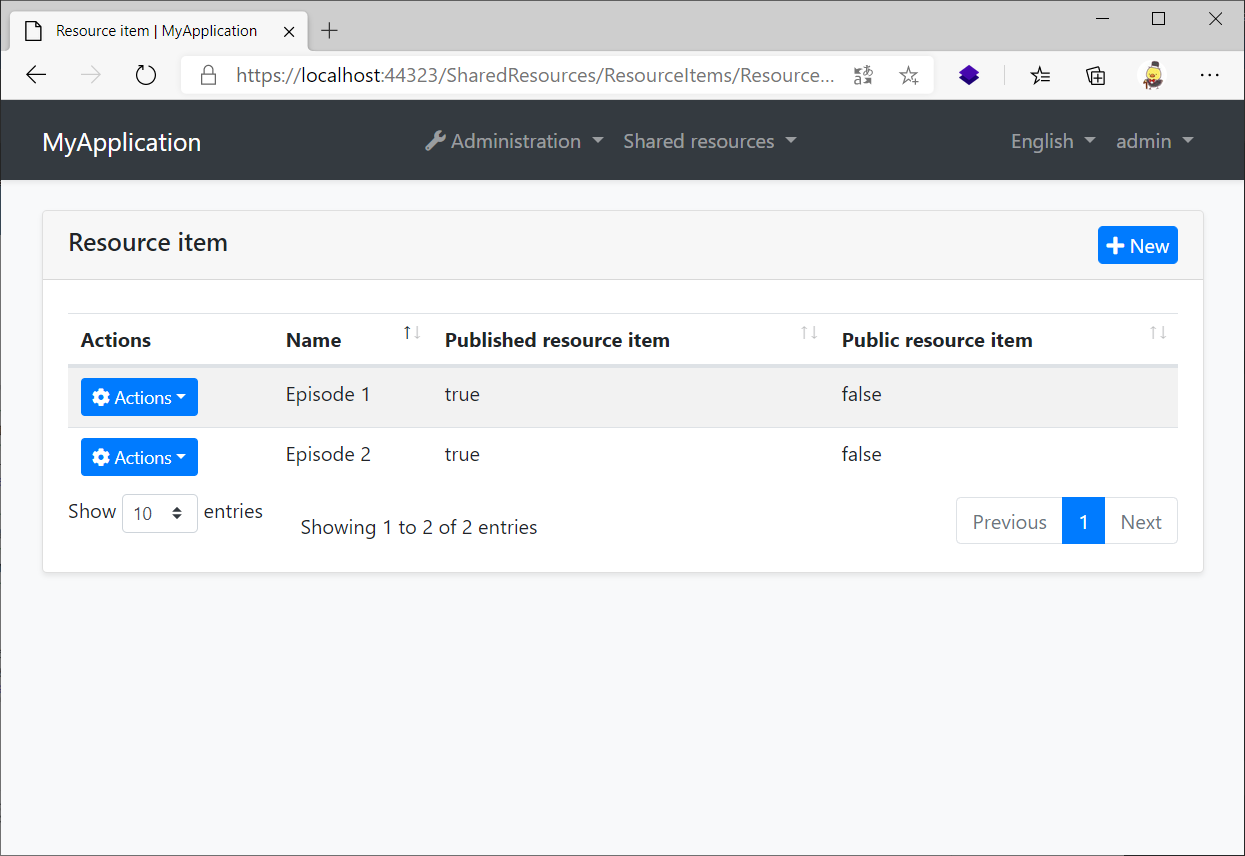 Resource item | MyApplication
https://localhost:44323/SharedResources/ResourceItems/Resource...
MyApplication Administration Shared resources English admin
Resource item New
Actions Name Published resource item Public resource item
Actions Episode 1 true false
Actions Episode 2 true false
Show 10 entries Showing 1 to 2 of 2 entries Previous 1 Next